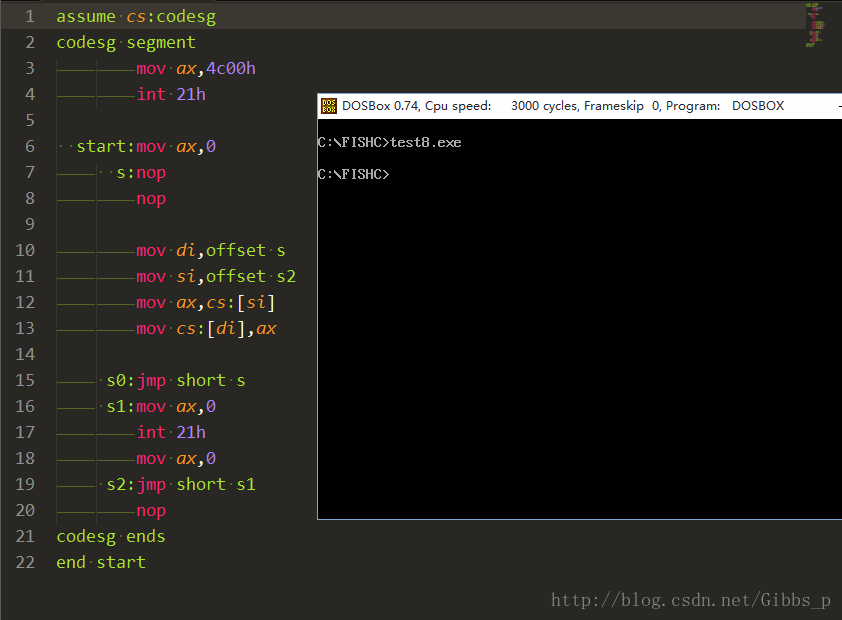 1 assume cs:codesg
2 codesg segment
3 mov ax,4c00h
4 int 21h
5
6 start:mov ax,0
7 s:nop
8 nop
9
10 mov di,offset s
11 mov si,offset s2
12 mov ax,cs:[si]
13 mov cs:[di],ax
14
15 s0:jmp short s
16 s1:mov ax,0
17 int 21h
18 mov ax,0
19 s2:jmp short s1
20 nop
21 codesg ends
22 end start
DOS BOX DOSBox 0.74, Cpu speed: 3000 cycles, Frameskip 0, Program: DOSBOX
C:\FISHC>test8.exe
C:\FISHC>
http://blog.csdn.net/Gibbs_p